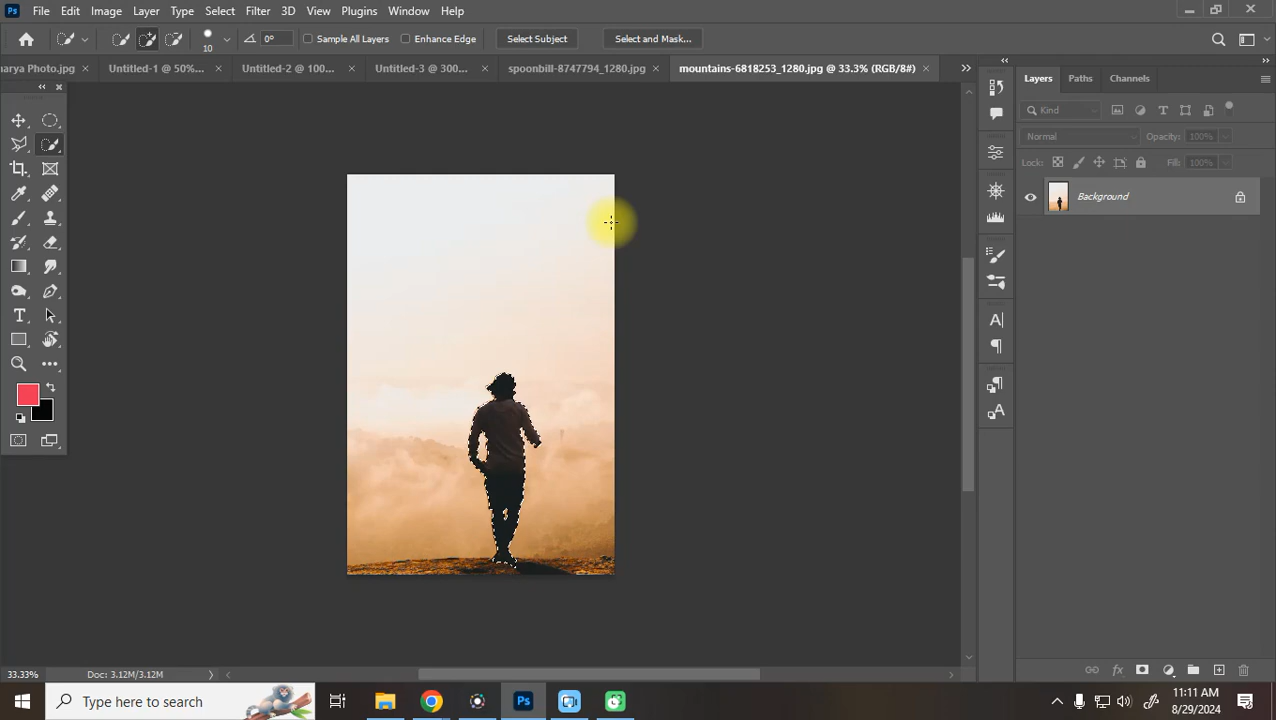 File Edit Image Layer Type Select Filter 3D View Plugins Window Help
10 0° Sample All Layers Enhance Edge Select Subject Select and Mask...
arya Photo.jpg Untitled-1 @ 50%... Untitled-2 @ 100... Untitled-3 @ 300... spoonbill-8747794_1280.jpg mountains-6818253_1280.jpg @ 33.3% (RGB/8#)
Layers Paths Channels
Kind
Normal Opacity: 100%
Lock: Fill: 100%
Background
33.33% Doc: 3.12M/3.12M
Type here to search
11:11 AM
8/29/2024